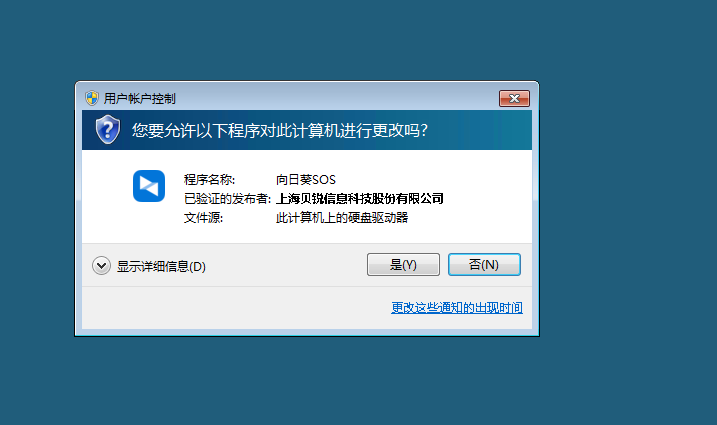 用户帐户控制
您要允许以下程序对此计算机进行更改吗?
程序名称: 向日葵SOS
已验证的发布者: 上海贝锐信息科技股份有限公司
文件源: 此计算机上的硬盘驱动器
显示详细信息(D) 是(Y) 否(N)
更改这些通知的出现时间